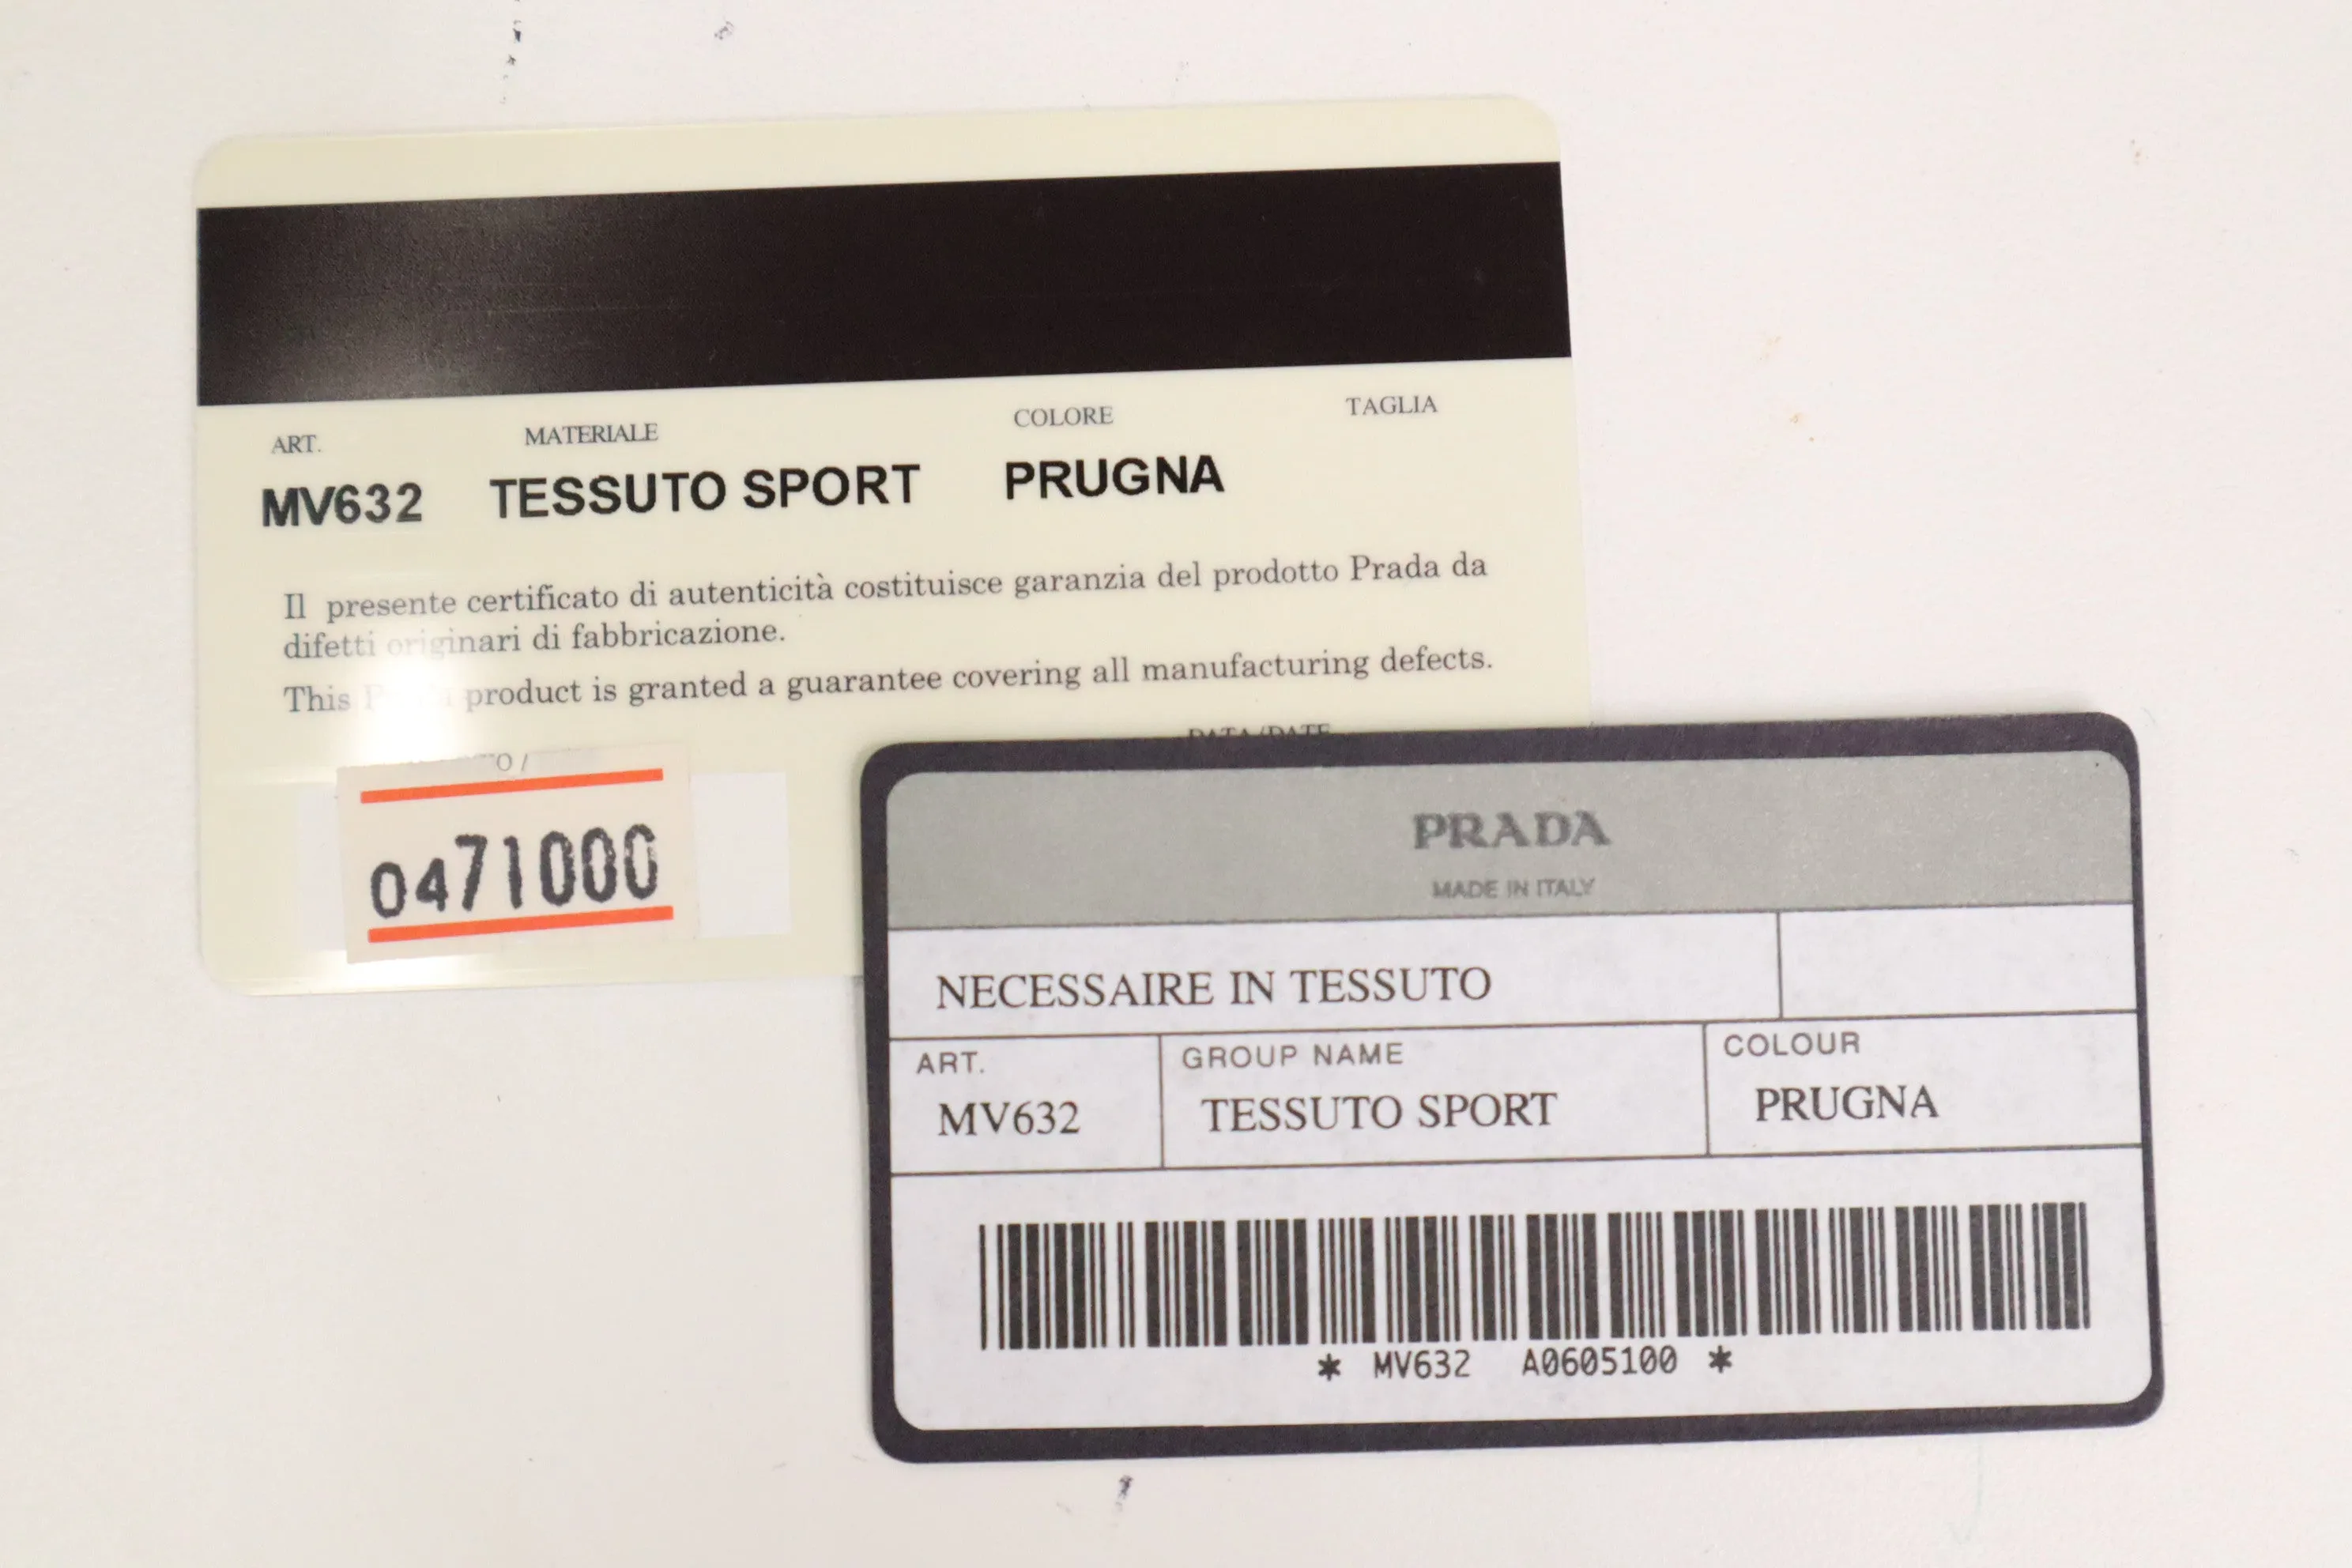 ART. MATERIALE COLORE TAGLIA
MV632 TESSUTO SPORT PRUGNA
Il presente certificato di autenticità costituisce garanzia del prodotto Prada da
difetti originari di fabbricazione.
This product is granted a guarantee covering all manufacturing defects.
DATA/DATE
0471000
PRADA
MADE IN ITALY
NECESSAIRE IN TESSUTO
ART. GROUP NAME COLOUR
MV632 TESSUTO SPORT PRUGNA
* MV632 A0605100 *